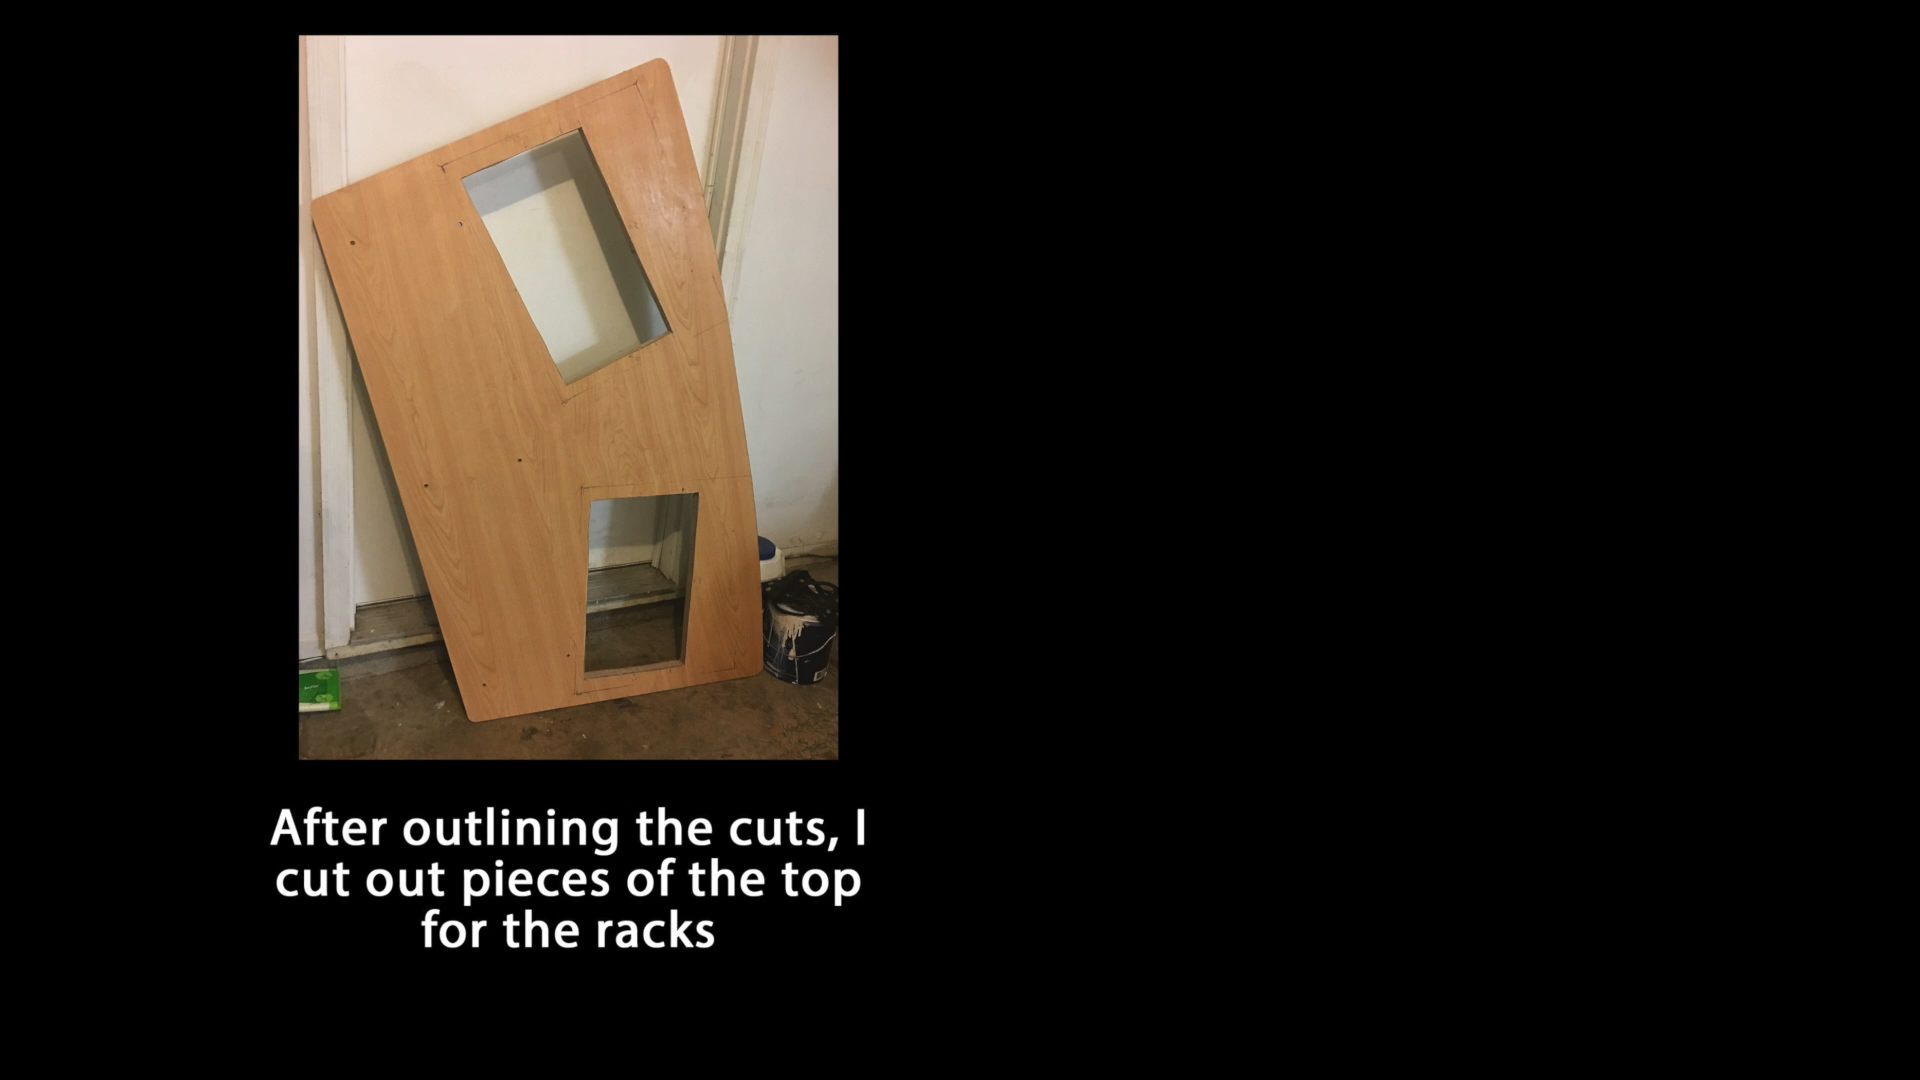 After outlining the cuts, I
cut out pieces of the top
for the racks